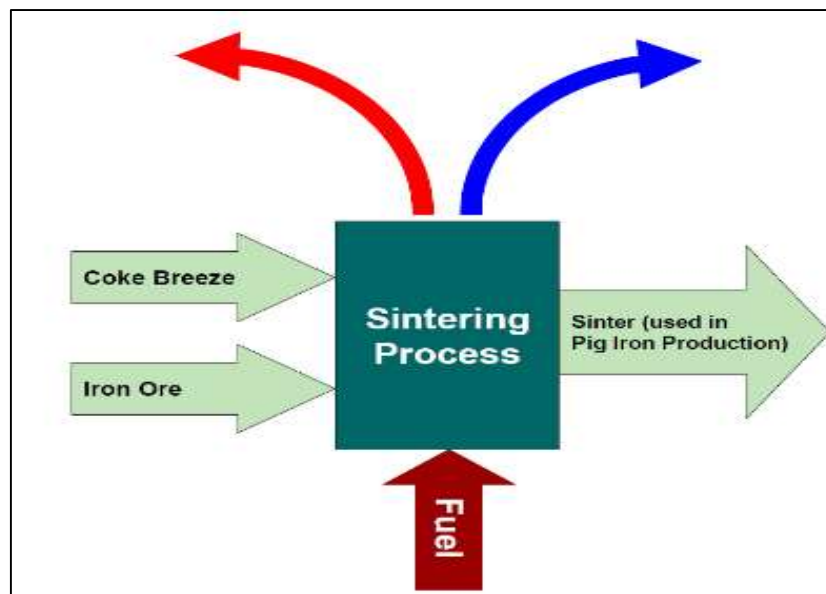 Coke Breeze
Iron Ore
Sintering
Process
Sinter (used in
Pig Iron Production)
Fuel